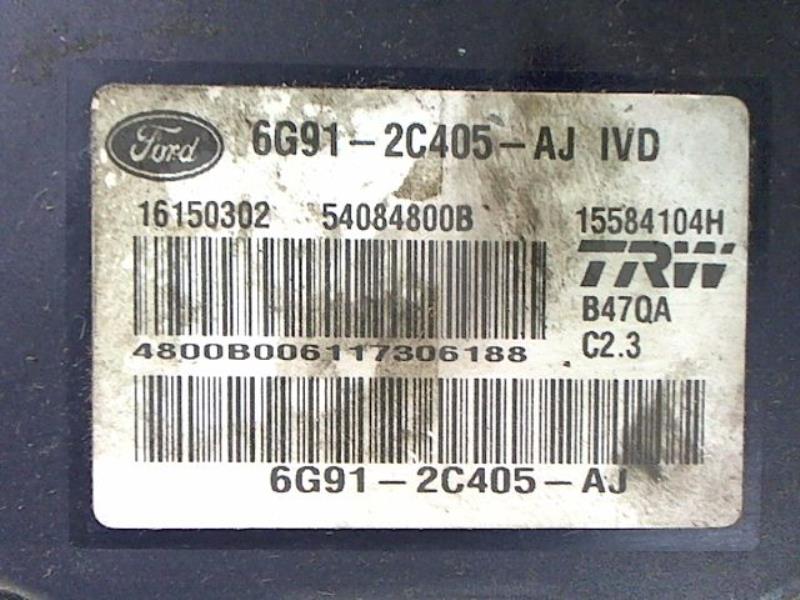 Ford 6G91-2C405-AJ IVD
16150302 54084800B 15584104H
TRW
B47QA
4800B006117306188 C2.3
6G91-2C405-AJ